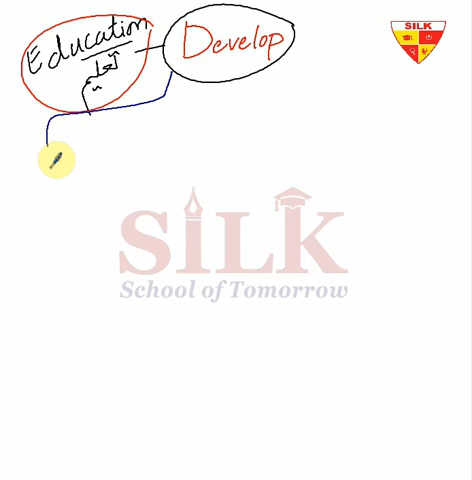 Education
Develop
تعلیم
SILK
SiLK
School of Tomorrow